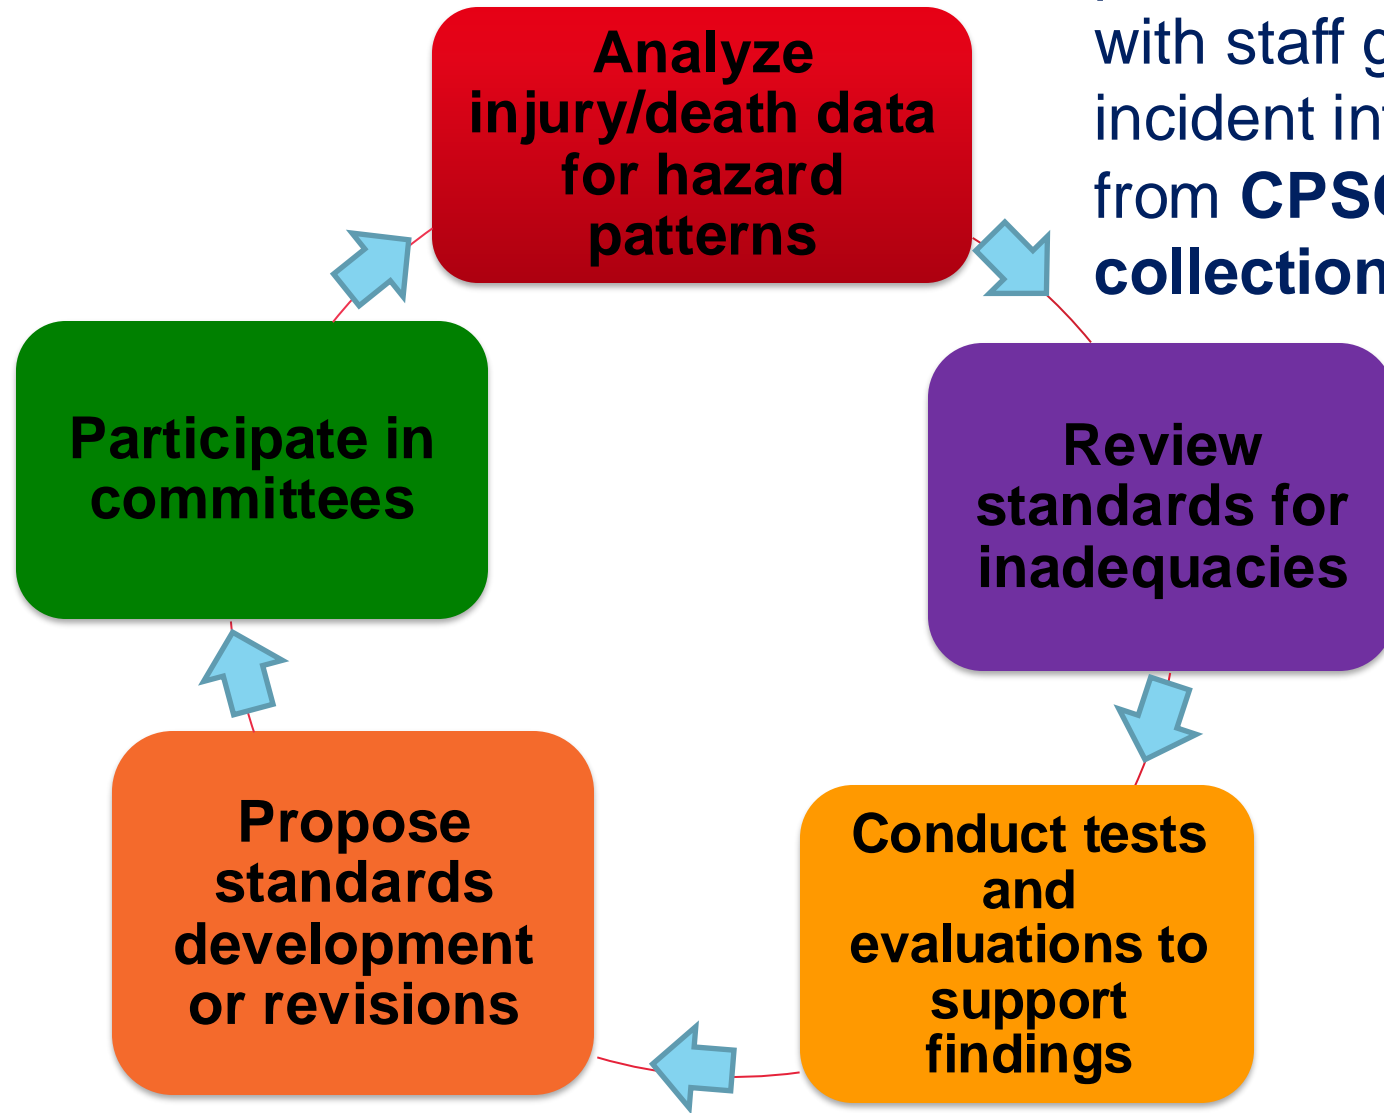 Analyze
injury/death data
for hazard
patterns
with staff
incident
from CPSC
collection
Review
standards for
inadequacies
Conduct tests
and
evaluations to
support
findings
Propose
standards
development
or revisions
Participate in
committees